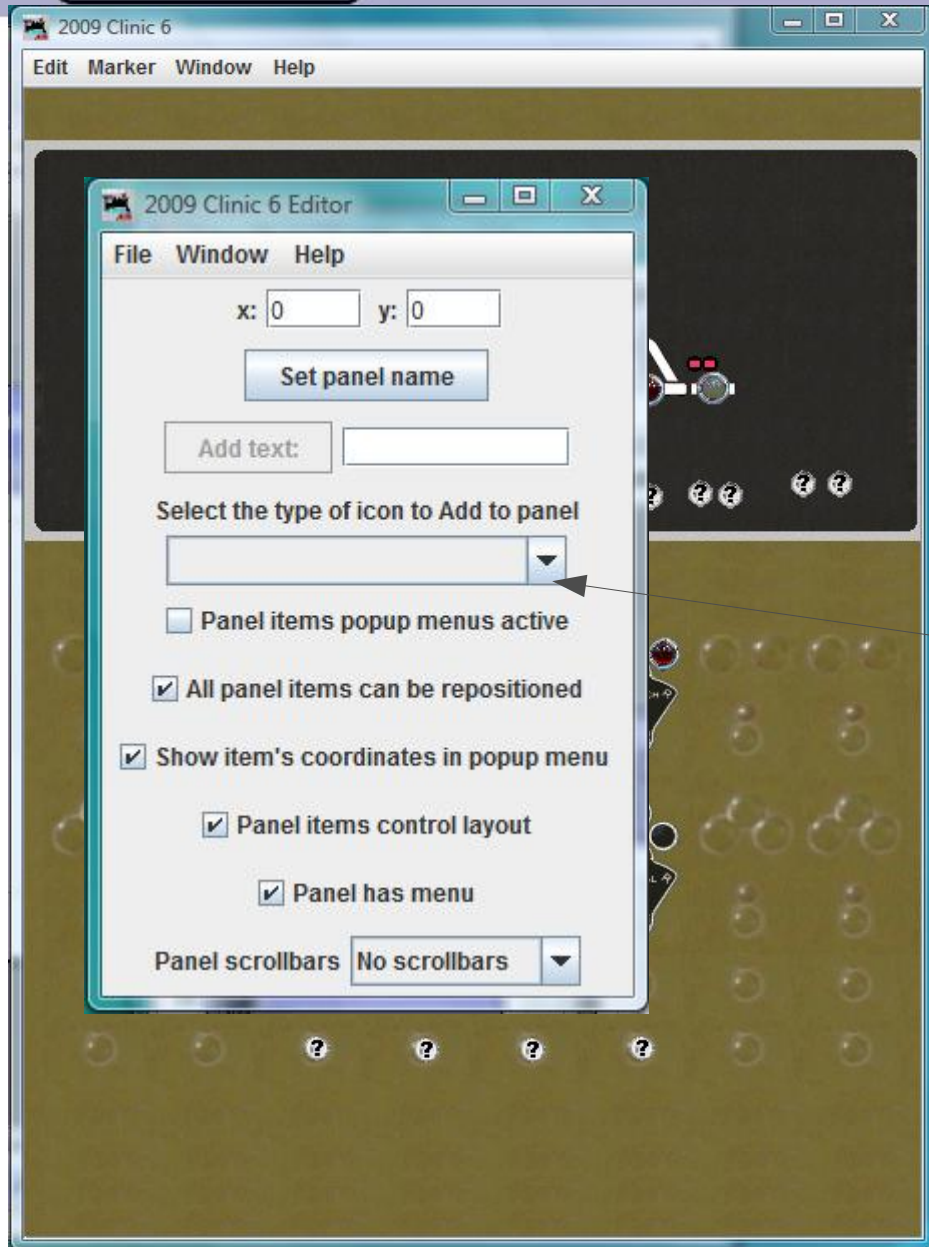 2009 Clinic 6
Edit Marker Window Help
2009 Clinic 6 Editor
File Window Help
x: 0 y: 0
Set panel name
Add text:
Select the type of icon to Add to panel
Panel items popup menus active
All panel items can be repositioned
Show item's coordinates in popup menu
Panel items control layout
Panel has menu
Panel scrollbars No scrollbars
? ? ? ? ?
R
L R
? ? ? ?